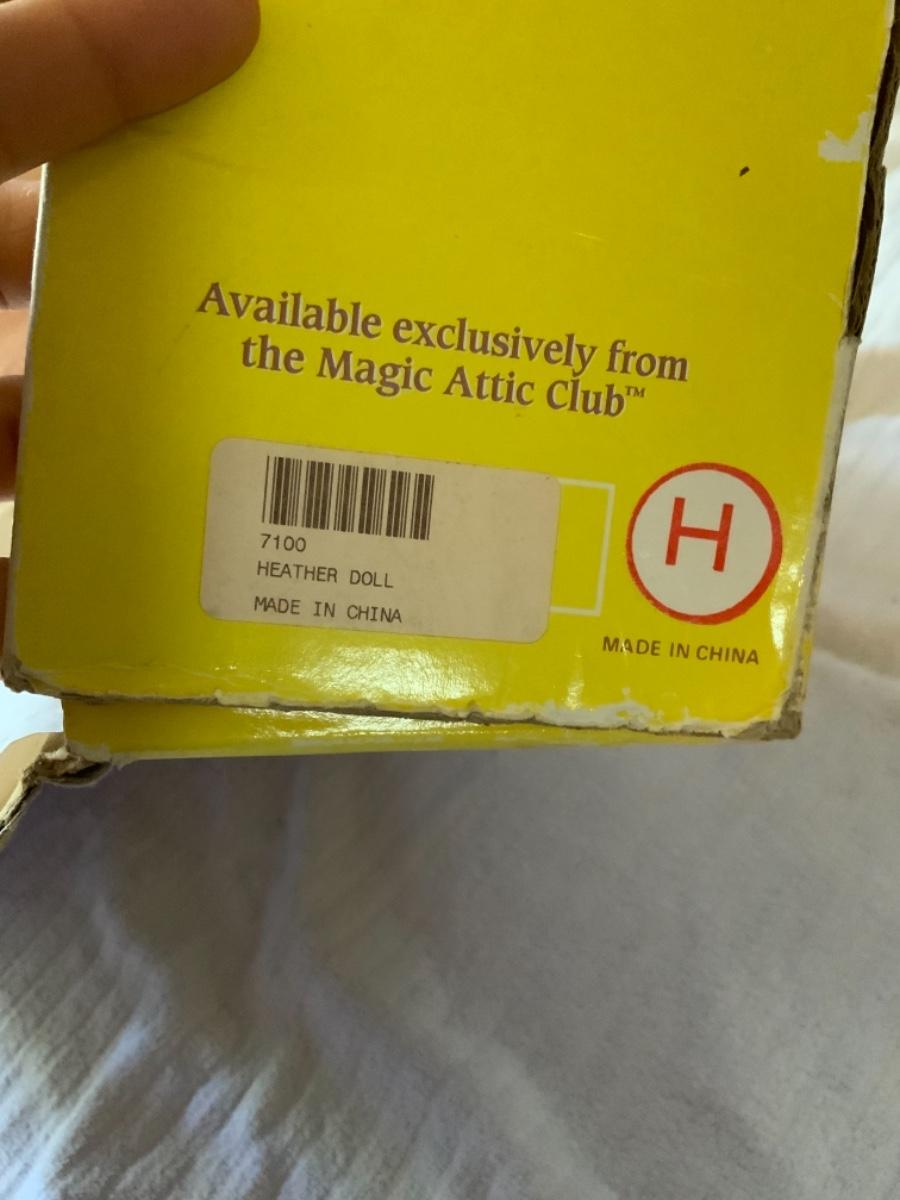 Available exclusively from
the Magic Attic Club™
7100
HEATHER DOLL
MADE IN CHINA
H
MADE IN CHINA